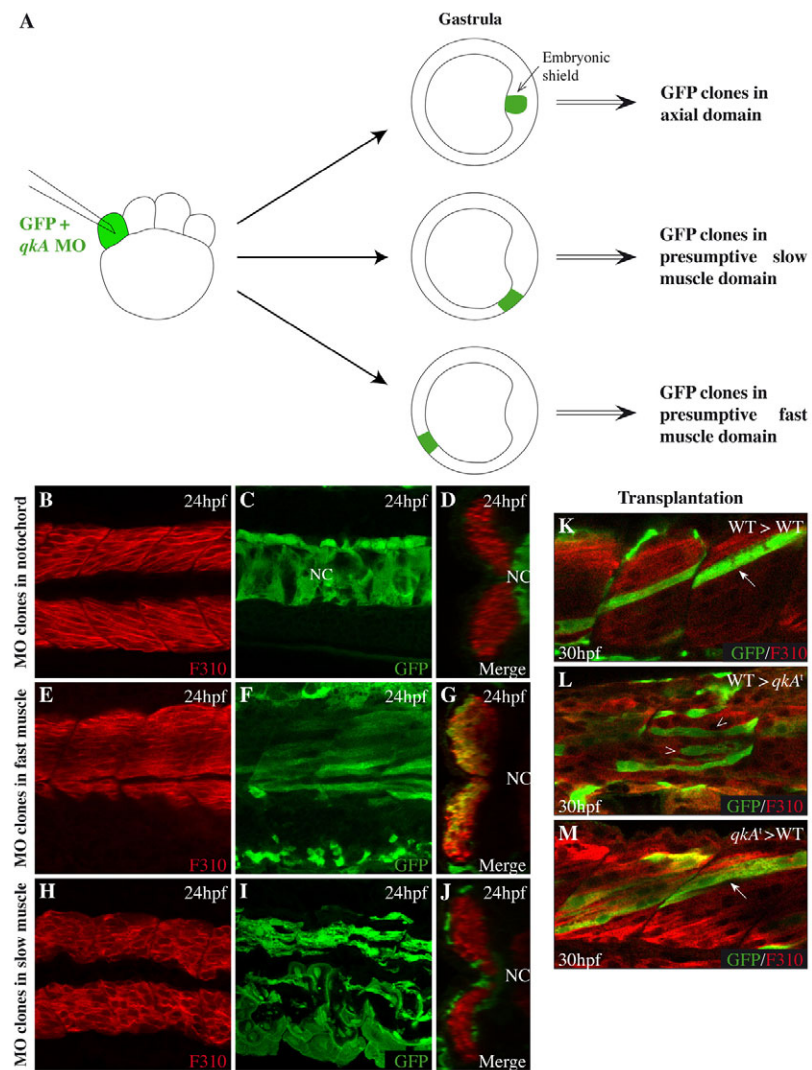 A
Gastrula
Embryonic
shield
GFP clones in
axial domain
GFP +
qkA MO
GFP clones in
presumptive slow
muscle domain
GFP clones in
presumptive fast
muscle domain
MO clones in notochord
B 24hpf
F310
C 24hpf
NC
GFP
D 24hpf
NC
Merge
MO clones in fast muscle
E 24hpf
F310
F 24hpf
GFP
G 24hpf
NC
Merge
MO clones in slow muscle
H 24hpf
F310
I 24hpf
GFP
J 24hpf
NC
Merge
Transplantation
K WT > WT
30hpf GFP/F310
L WT > qkAᵗ
30hpf GFP/F310
M qkAᵗ>WT
30hpf GFP/F310